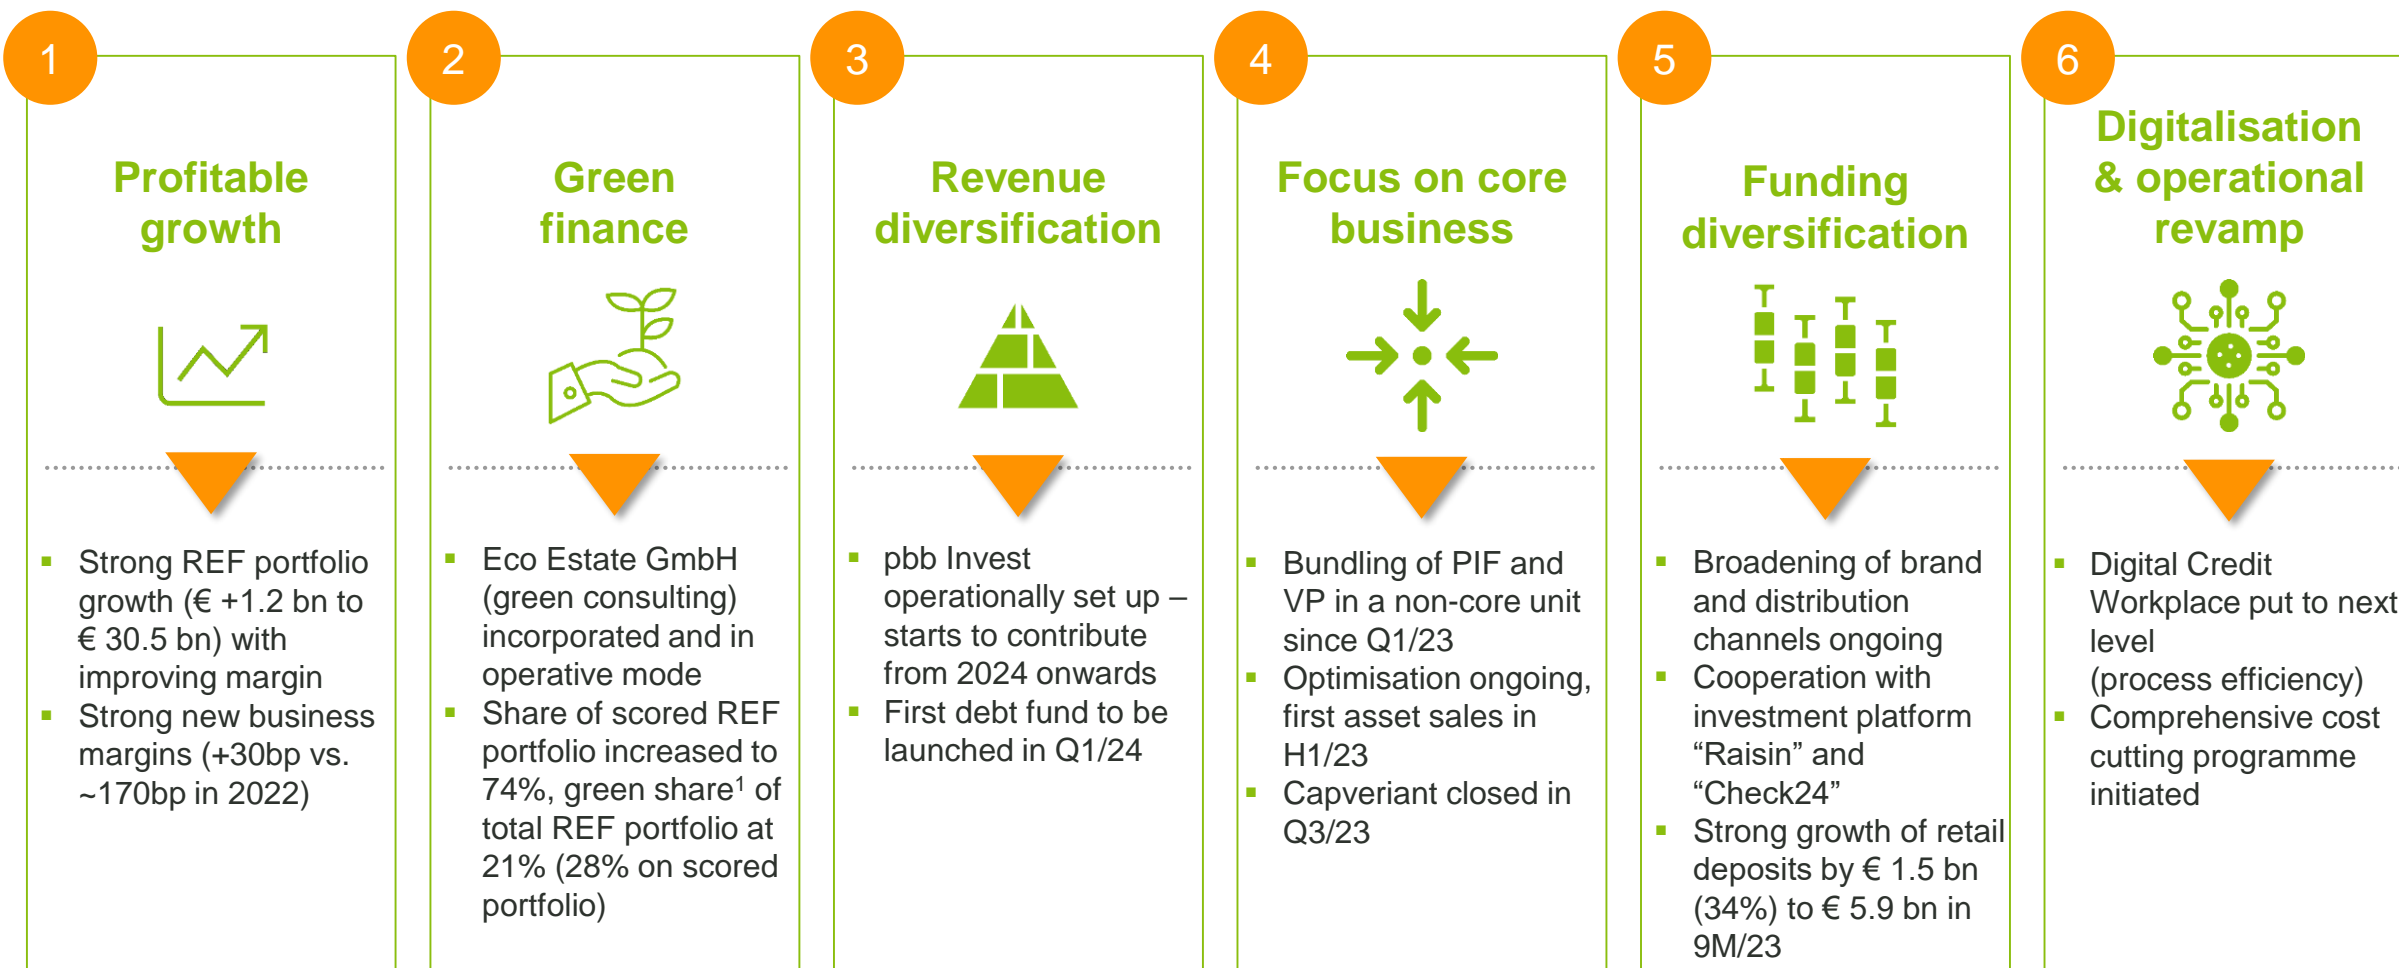 1
Profitable
growth
▪ Strong REF portfolio
growth (€ +1.2 bn to
€ 30.5 bn) with
improving margin
▪ Strong new business
margins (+30bp vs.
~170bp in 2022)
2
Green
finance
▪ Eco Estate GmbH
(green consulting)
incorporated and in
operative mode
▪ Share of scored REF
portfolio increased to
74%, green share¹ of
total REF portfolio at
21% (28% on scored
portfolio)
3
Revenue
diversification
▪ pbb Invest
operationally set up –
starts to contribute
from 2024 onwards
▪ First debt fund to be
launched in Q1/24
4
Focus on core
business
▪ Bundling of PIF and
VP in a non-core unit
since Q1/23
▪ Optimisation ongoing,
first asset sales in
H1/23
▪ Capveriant closed in
Q3/23
5
Funding
diversification
▪ Broadening of brand
and distribution
channels ongoing
▪ Cooperation with
investment platform
“Raisin” and
“Check24”
▪ Strong growth of retail
deposits by € 1.5 bn
(34%) to € 5.9 bn in
9M/23
6
Digitalisation
& operational
revamp
▪ Digital Credit
Workplace put to next
level
(process efficiency)
▪ Comprehensive cost
cutting programme
initiated